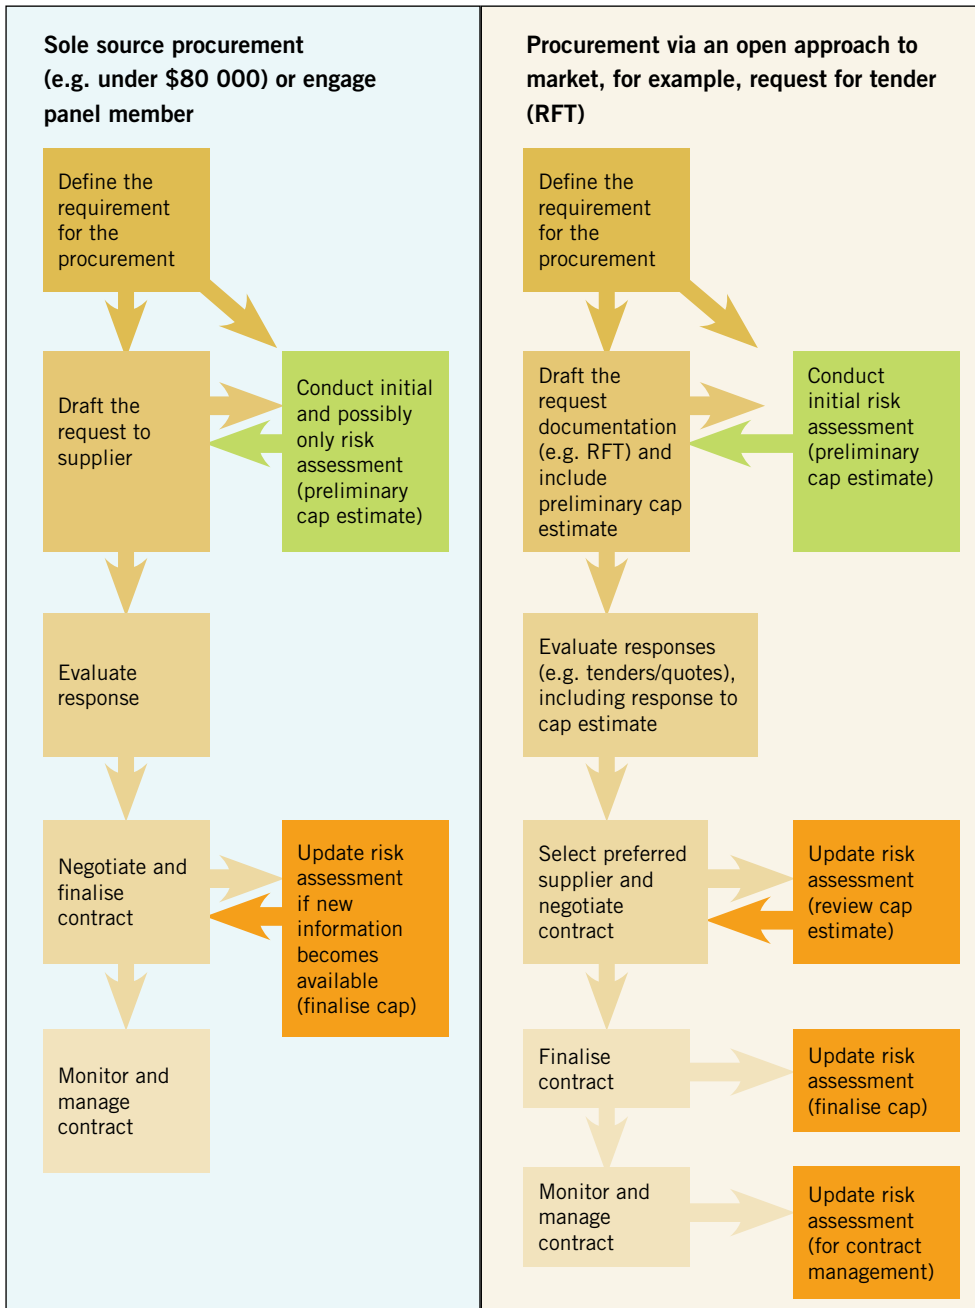 Sole source procurement
(e.g. under $80 000) or engage
panel member
Define the
requirement
for the
procurement
Draft the
request to
supplier
Conduct initial
and possibly
only risk
assessment
(preliminary
cap estimate)
Evaluate
response
Negotiate and
finalise
contract
Update risk
assessment
if new
information
becomes
available
(finalise cap)
Monitor and
manage
contract
Procurement via an open approach to
market, for example, request for tender
(RFT)
Define the
requirement
for the
procurement
Draft the
request
documentation
(e.g. RFT) and
include
preliminary cap
estimate
Conduct
initial risk
assessment
(preliminary
cap estimate)
Evaluate responses
(e.g. tenders/quotes),
including response to
cap estimate
Select preferred
supplier and
negotiate
contract
Update risk
assessment
(review cap
estimate)
Finalise
contract
Update risk
assessment
(finalise cap)
Monitor and
manage
contract
Update risk
assessment
(for contract
management)